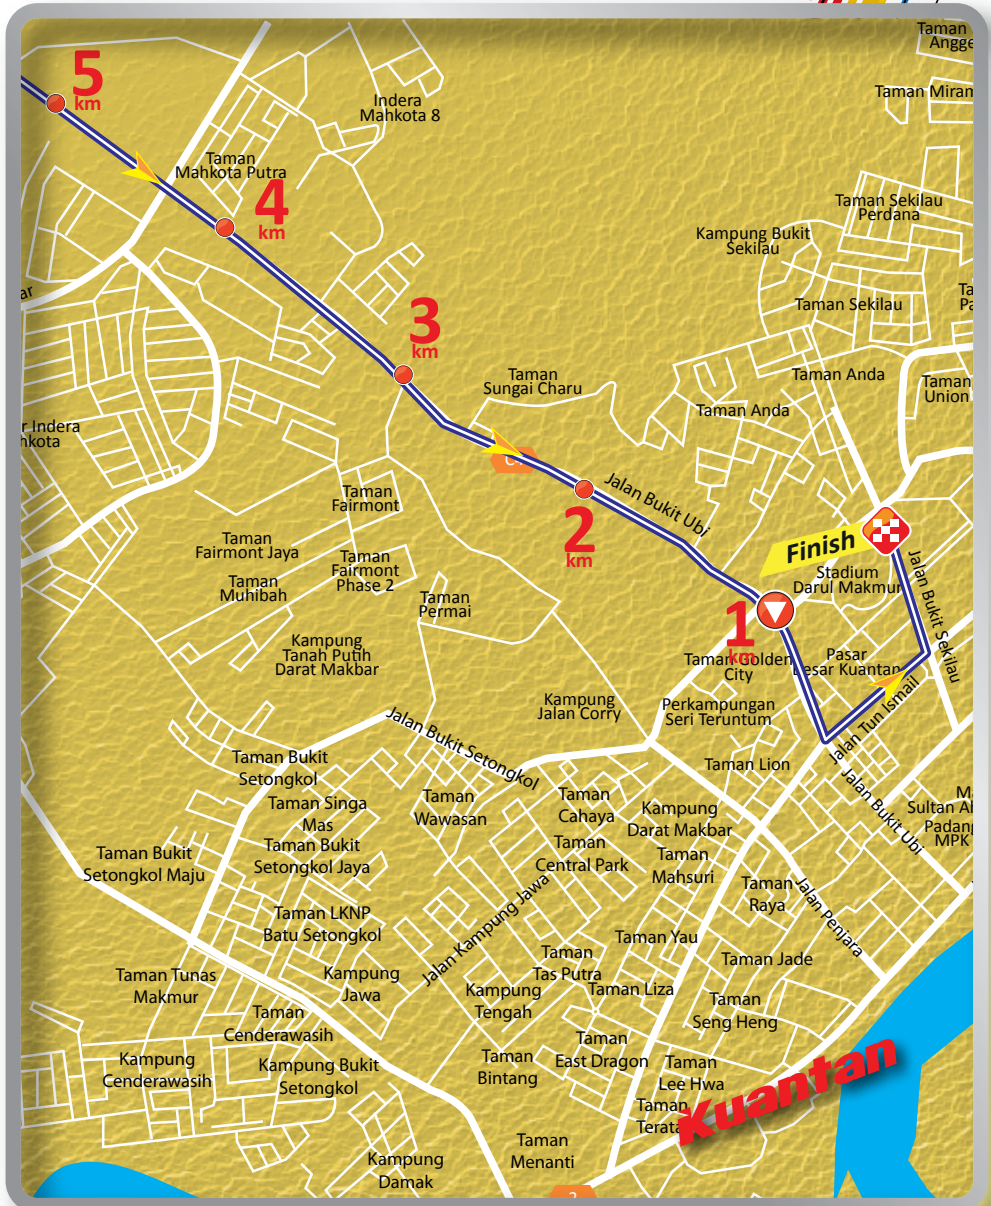 Taman
5
km
Indera
Mahkota 8
Taman Miram
Taman
Mahkota Putra
4
km
Taman Sekilau
Perdana
Kampung Bukit
Sekilau
3
km
Taman Sekilau
Taman
Sungai Charu
Taman Anda
Taman
Union
Taman Anda
Indera
Taman
Fairmont
Jalan Bukit Ubi
2
km
Finish
Taman
Fairmont Jaya
Taman
Fairmont
Phase 2
Taman
Muhibah
Taman
Permai
Stadium
Darul Makmur
Jalan Bukit Sekilau
1
km
Kampung
Tanah Putih
Darat Makbar
Taman Golden
City
Pasar
Besar Kuantan
Kampung
Jalan Corry
Perkampungan
Seri Teruntum
Jalan Tun Ismail
Jalan Bukit Setongkol
Taman Bukit
Setongkol
Taman Lion
Jalan Bukit Ubi
Taman Singa
Mas
Taman
Wawasan
Taman
Cahaya
Kampung
Darat Makbar
Sultan Ah
Padang
MPK
Taman Bukit
Setongkol Jaya
Taman
Central Park
Taman
Mahsuri
Taman Bukit
Setongkol Maju
Taman
Raya
Jalan Penjara
Jalan Kampung Jawa
Taman LKNP
Batu Setongkol
Taman Yau
Taman
Tas Putra
Taman Jade
Taman Tunas
Makmur
Kampung
Jawa
Kampung
Tengah
Taman Liza
Taman
Seng Heng
Taman
Cenderawasih
Taman
East Dragon
Kampung
Cenderawasih
Kampung Bukit
Setongkol
Taman
Bintang
Taman
Lee Hwa
Kuantan
Taman
Terata
Taman
Menanti
Kampung
Damak